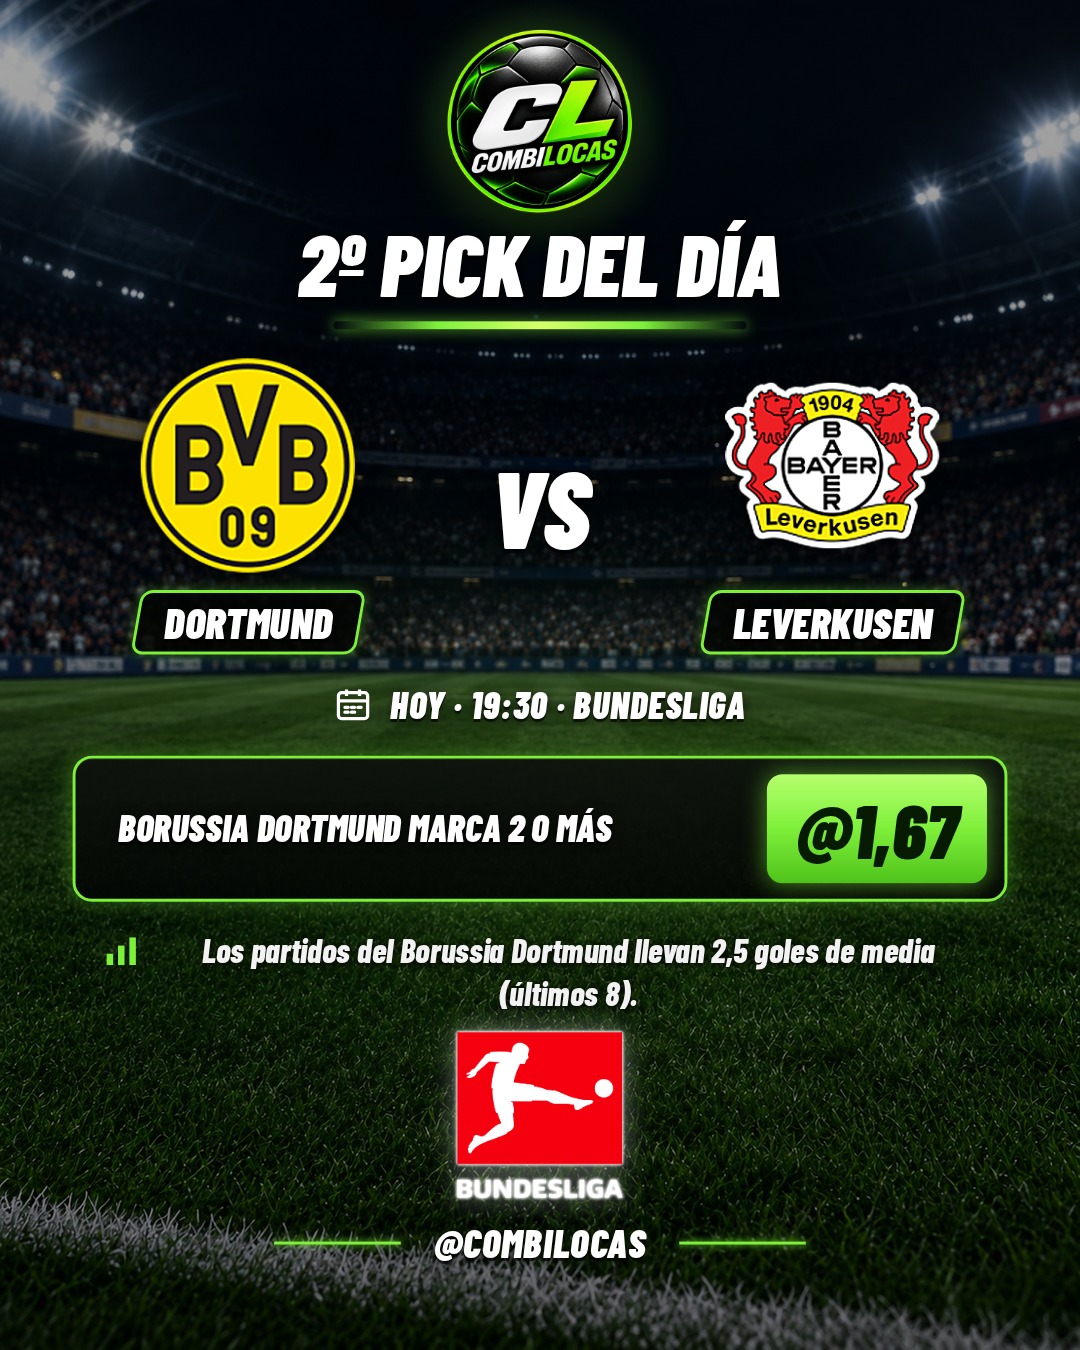 CL
COMBILOCAS
2º PICK DEL DÍA
BVB
09
1904
BAYER
BAYER
Leverkusen
VS
DORTMUND
LEVERKUSEN
HOY · 19:30 · BUNDESLIGA
BORUSSIA DORTMUND MARCA 2 O MÁS
@1,67
Los partidos del Borussia Dortmund llevan 2,5 goles de media
(últimos 8).
BUNDESLIGA
@COMBILOCAS